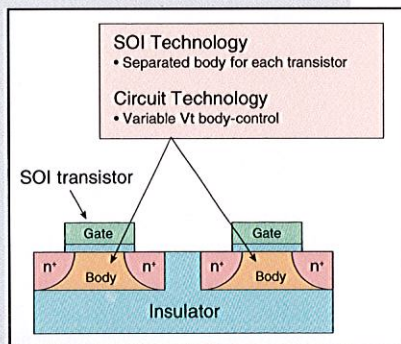 SOI Technology
• Separated body for each transistor
Circuit Technology
• Variable Vt body-control
SOI transistor
Gate
Gate
n+
Body
n+
n+
Body
n+
Insulator